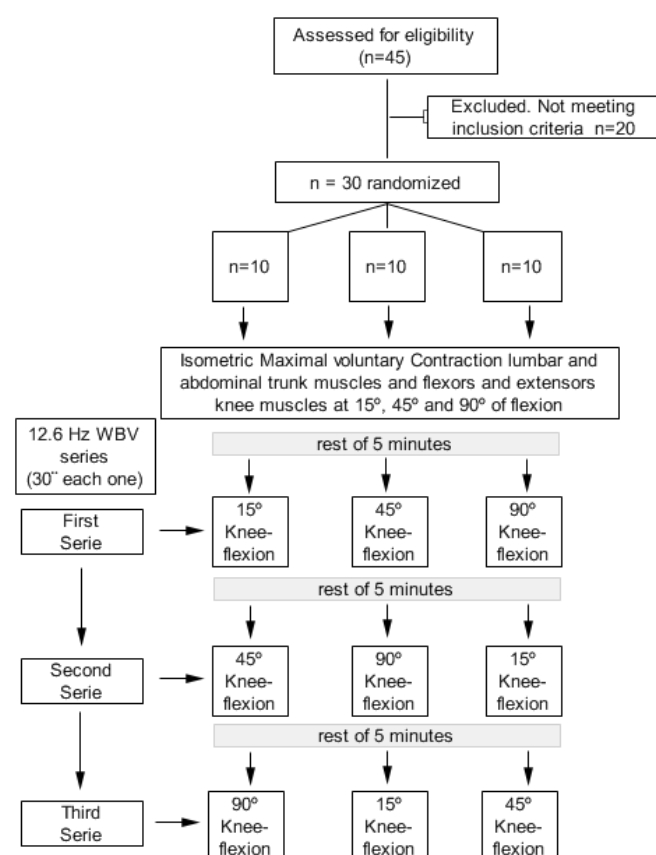 Assessed for eligibility
(n=45)
Excluded. Not meeting
inclusion criteria n=20
n = 30 randomized
n=10
n=10
n=10
Isometric Maximal voluntary Contraction lumbar and
abdominal trunk muscles and flexors and extensors
knee muscles at 15º, 45º and 90º of flexion
12.6 Hz WBV
series
(30¨ each one)
rest of 5 minutes
First
Serie
15º
Knee-
flexion
45º
Knee-
flexion
90º
Knee-
flexion
rest of 5 minutes
Second
Serie
45º
Knee-
flexion
90º
Knee-
flexion
15º
Knee-
flexion
rest of 5 minutes
Third
Serie
90º
Knee-
flexion
15º
Knee-
flexion
45º
Knee-
flexion